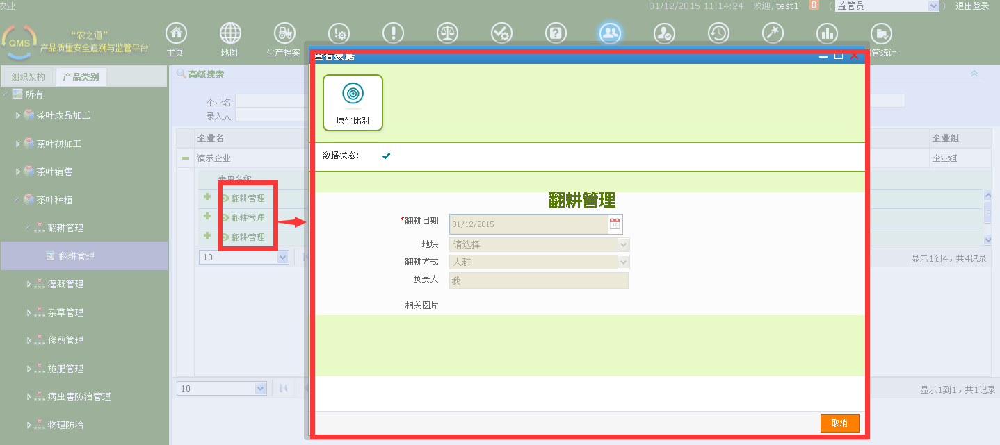 农业
01/12/2015 11:14:24 欢迎, test1 0 ( 监管员 ) 退出登录
QMS
“农之道”
产品质量安全追溯与监管平台
主页
地图
生产档案
管统计
组织架构
产品类别
所有
茶叶成品加工
茶叶初加工
茶叶销售
茶叶种植
翻耕管理
翻耕管理
灌溉管理
杂草管理
修剪管理
施肥管理
病虫害防治管理
物理防治
高级搜索
企业名
录入人
企业名
企业组
演示企业
企业组
表单名称
翻耕管理
翻耕管理
翻耕管理
10
显示1到4，共4记录
10
显示1到1，共1记录
查看数据
原件比对
数据状态：
翻耕管理
*翻耕日期 01/12/2015
地块 请选择
翻耕方式 人耕
负责人 我
相关图片
取消